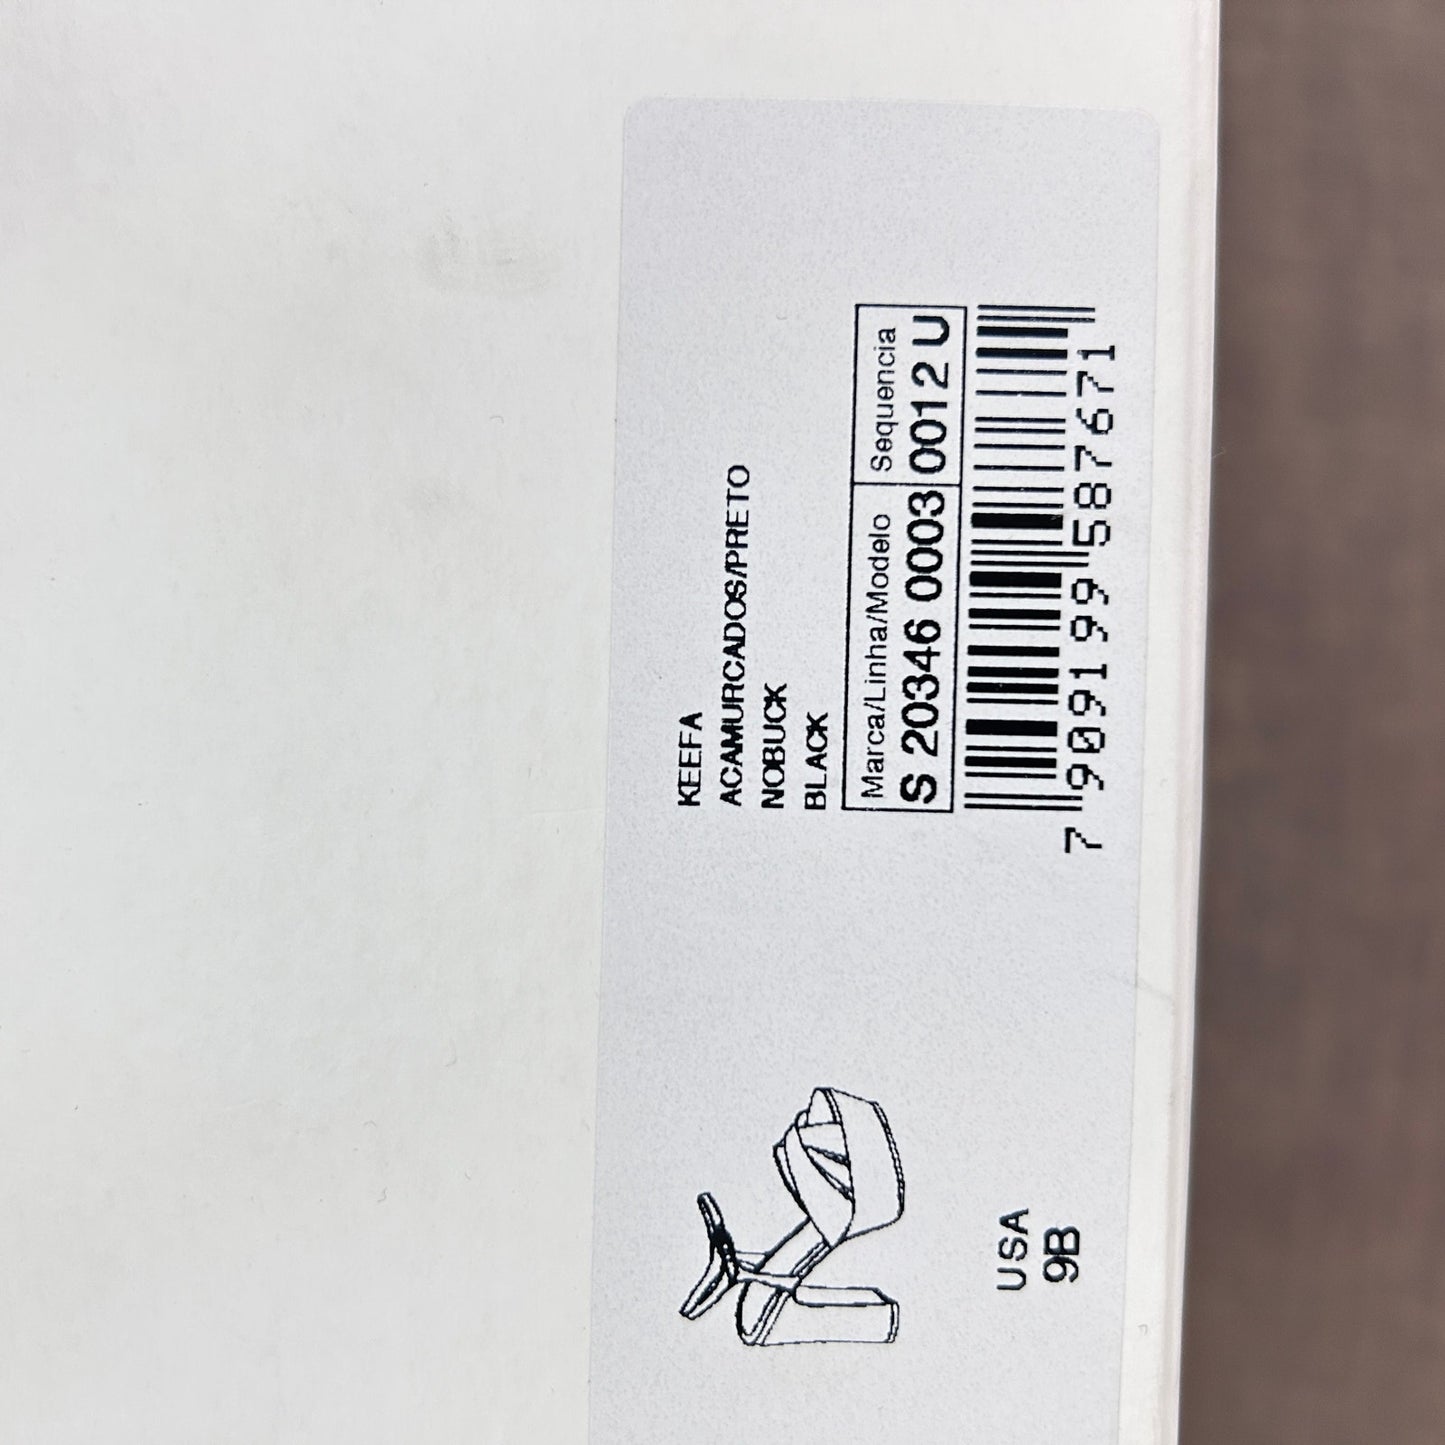 KEEFA
ACAMURCADOS/PRETO
NOBUCK
BLACK
Marca/Linha/Modelo Sequencia
S 20346 0003 0012 U
7 909199 587671
USA
9B